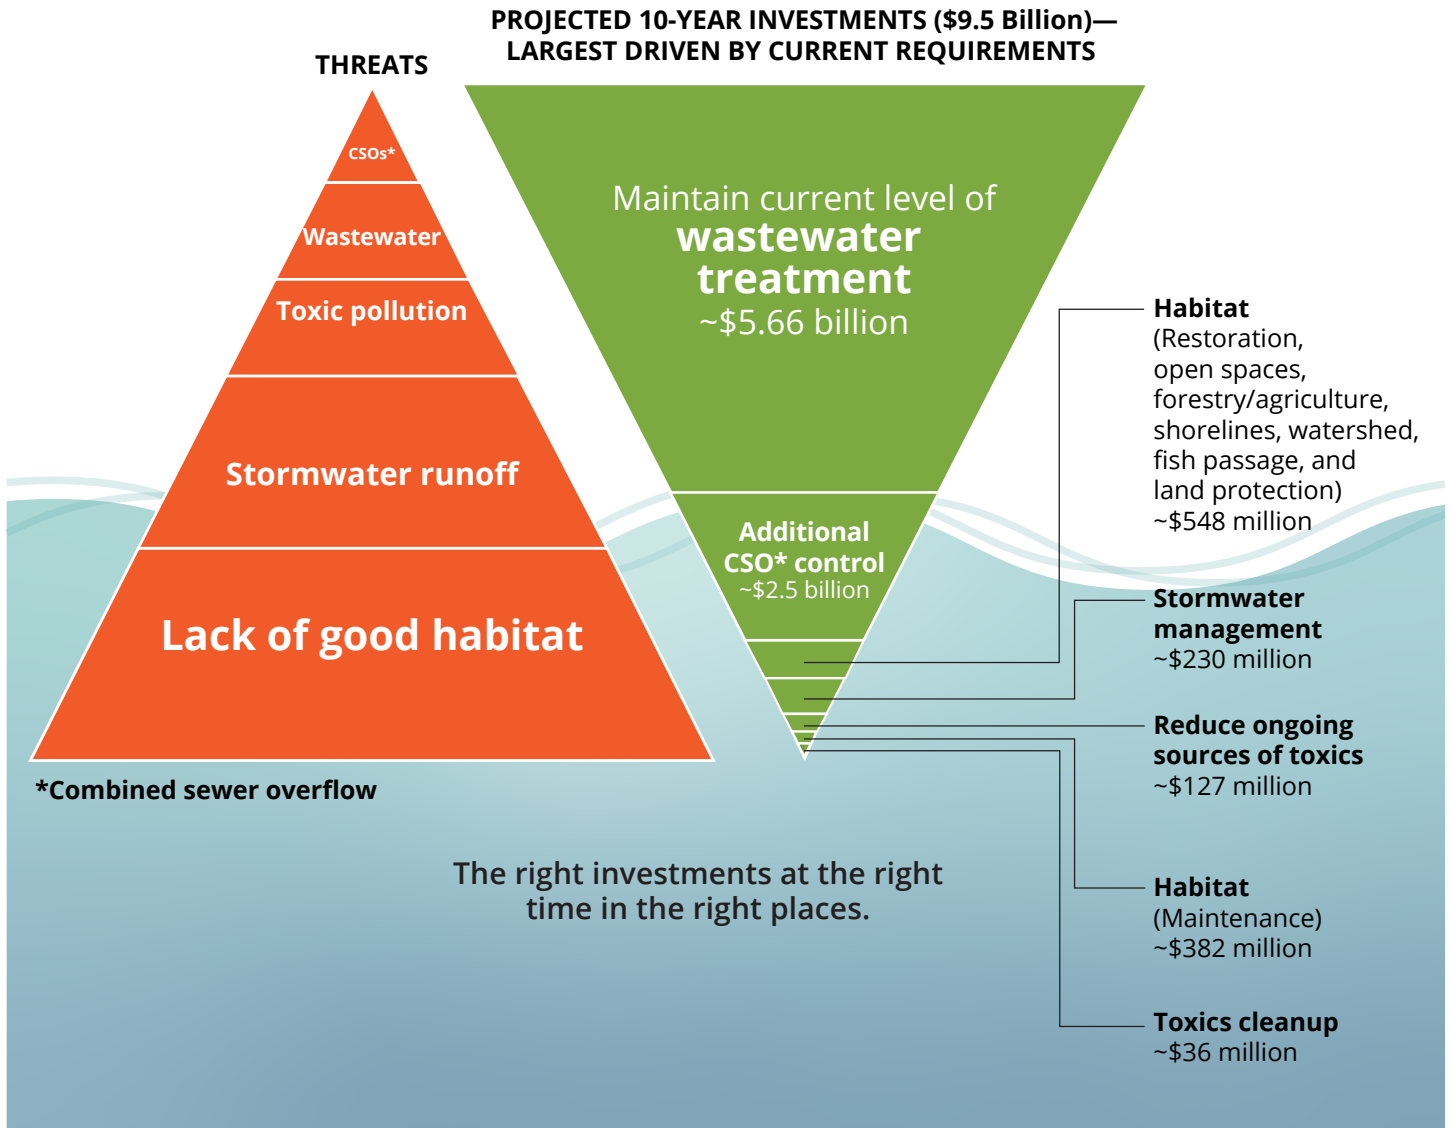 PROJECTED 10-YEAR INVESTMENTS ($9.5 Billion)—
LARGEST DRIVEN BY CURRENT REQUIREMENTS
THREATS
CSOs*
Wastewater
Toxic pollution
Stormwater runoff
Lack of good habitat
*Combined sewer overflow
Maintain current level of
wastewater
treatment
~$5.66 billion
Additional
CSO* control
~$2.5 billion
Habitat
(Restoration,
open spaces,
forestry/agriculture,
shorelines, watershed,
fish passage, and
land protection)
~$548 million
Stormwater
management
~$230 million
Reduce ongoing
sources of toxics
~$127 million
Habitat
(Maintenance)
~$382 million
Toxics cleanup
~$36 million
The right investments at the right
time in the right places.